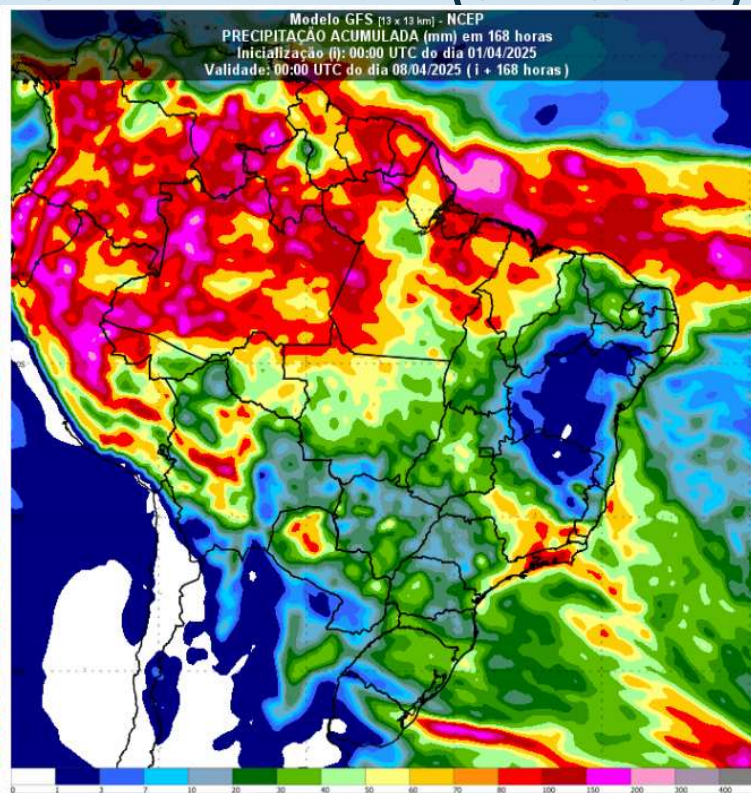 Modelo GFS [13 x 13 km] - NCEP
PRECIPITAÇÃO ACUMULADA (mm) em 168 horas
Inicialização (i): 00:00 UTC do dia 01/04/2025
Validade: 00:00 UTC do dia 08/04/2025 ( i + 168 horas )
0 1 3 7 10 20 30 40 50 60 70 80 100 150 200 300 400